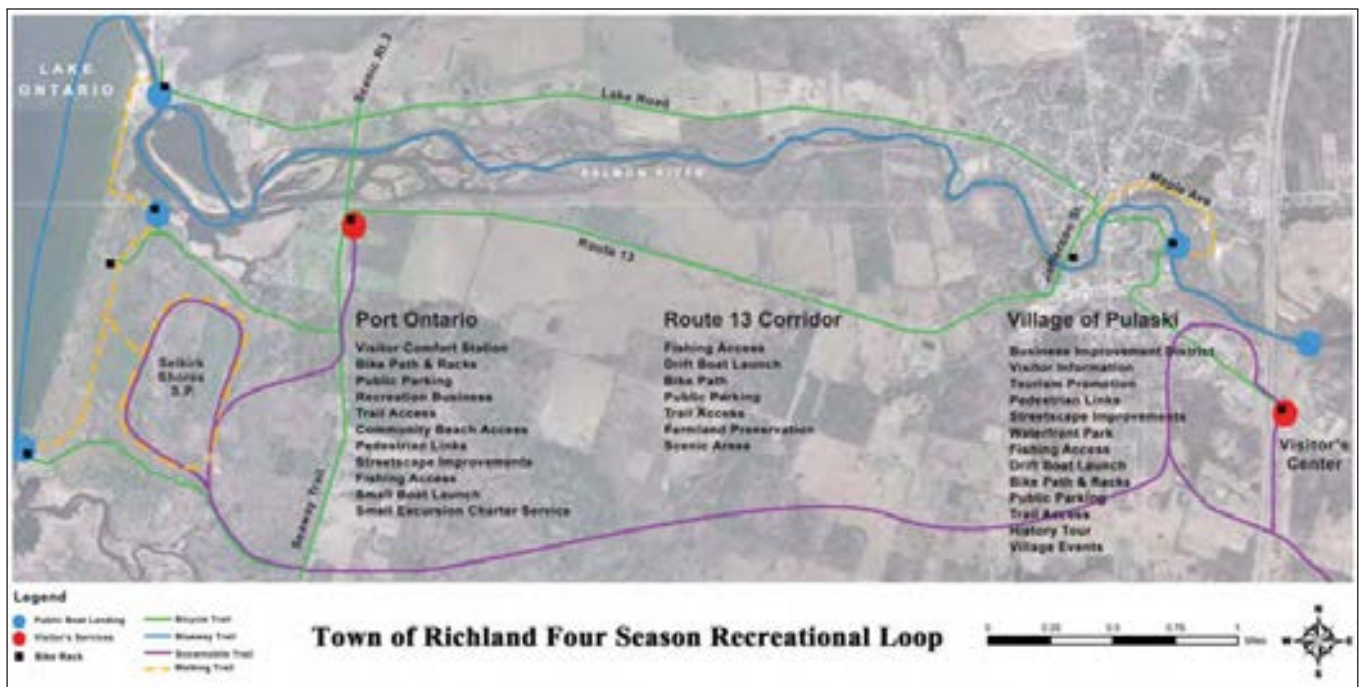 LAKE
ONTARIO
Scenic Rt.3
Lake Road
SALMON RIVER
Maple Ave
Jefferson St.
Route 13
Selkirk
Shores
S.P.
Seaway Trail
Port Ontario
Visitor Comfort Station
Bike Path & Racks
Public Parking
Recreation Business
Trail Access
Community Beach Access
Pedestrian Links
Streetscape Improvements
Fishing Access
Small Boat Launch
Small Excursion Charter Service
Route 13 Corridor
Fishing Access
Drift Boat Launch
Bike Path
Public Parking
Trail Access
Farmland Preservation
Scenic Areas
Village of Pulaski
Business Improvement District
Visitor Information
Tourism Promotion
Pedestrian Links
Streetscape Improvements
Waterfront Park
Fishing Access
Drift Boat Launch
Bike Path & Racks
Public Parking
Trail Access
History Tour
Village Events
Visitor's
Center
Legend
Public Boat Landing
Visitor's Services
Bike Rack
Bicycle Trail
Blueway Trail
Snowmobile Trail
Walking Trail
Town of Richland Four Season Recreational Loop
0 0.25 0.5 0.75 1
Miles
N
W E
S